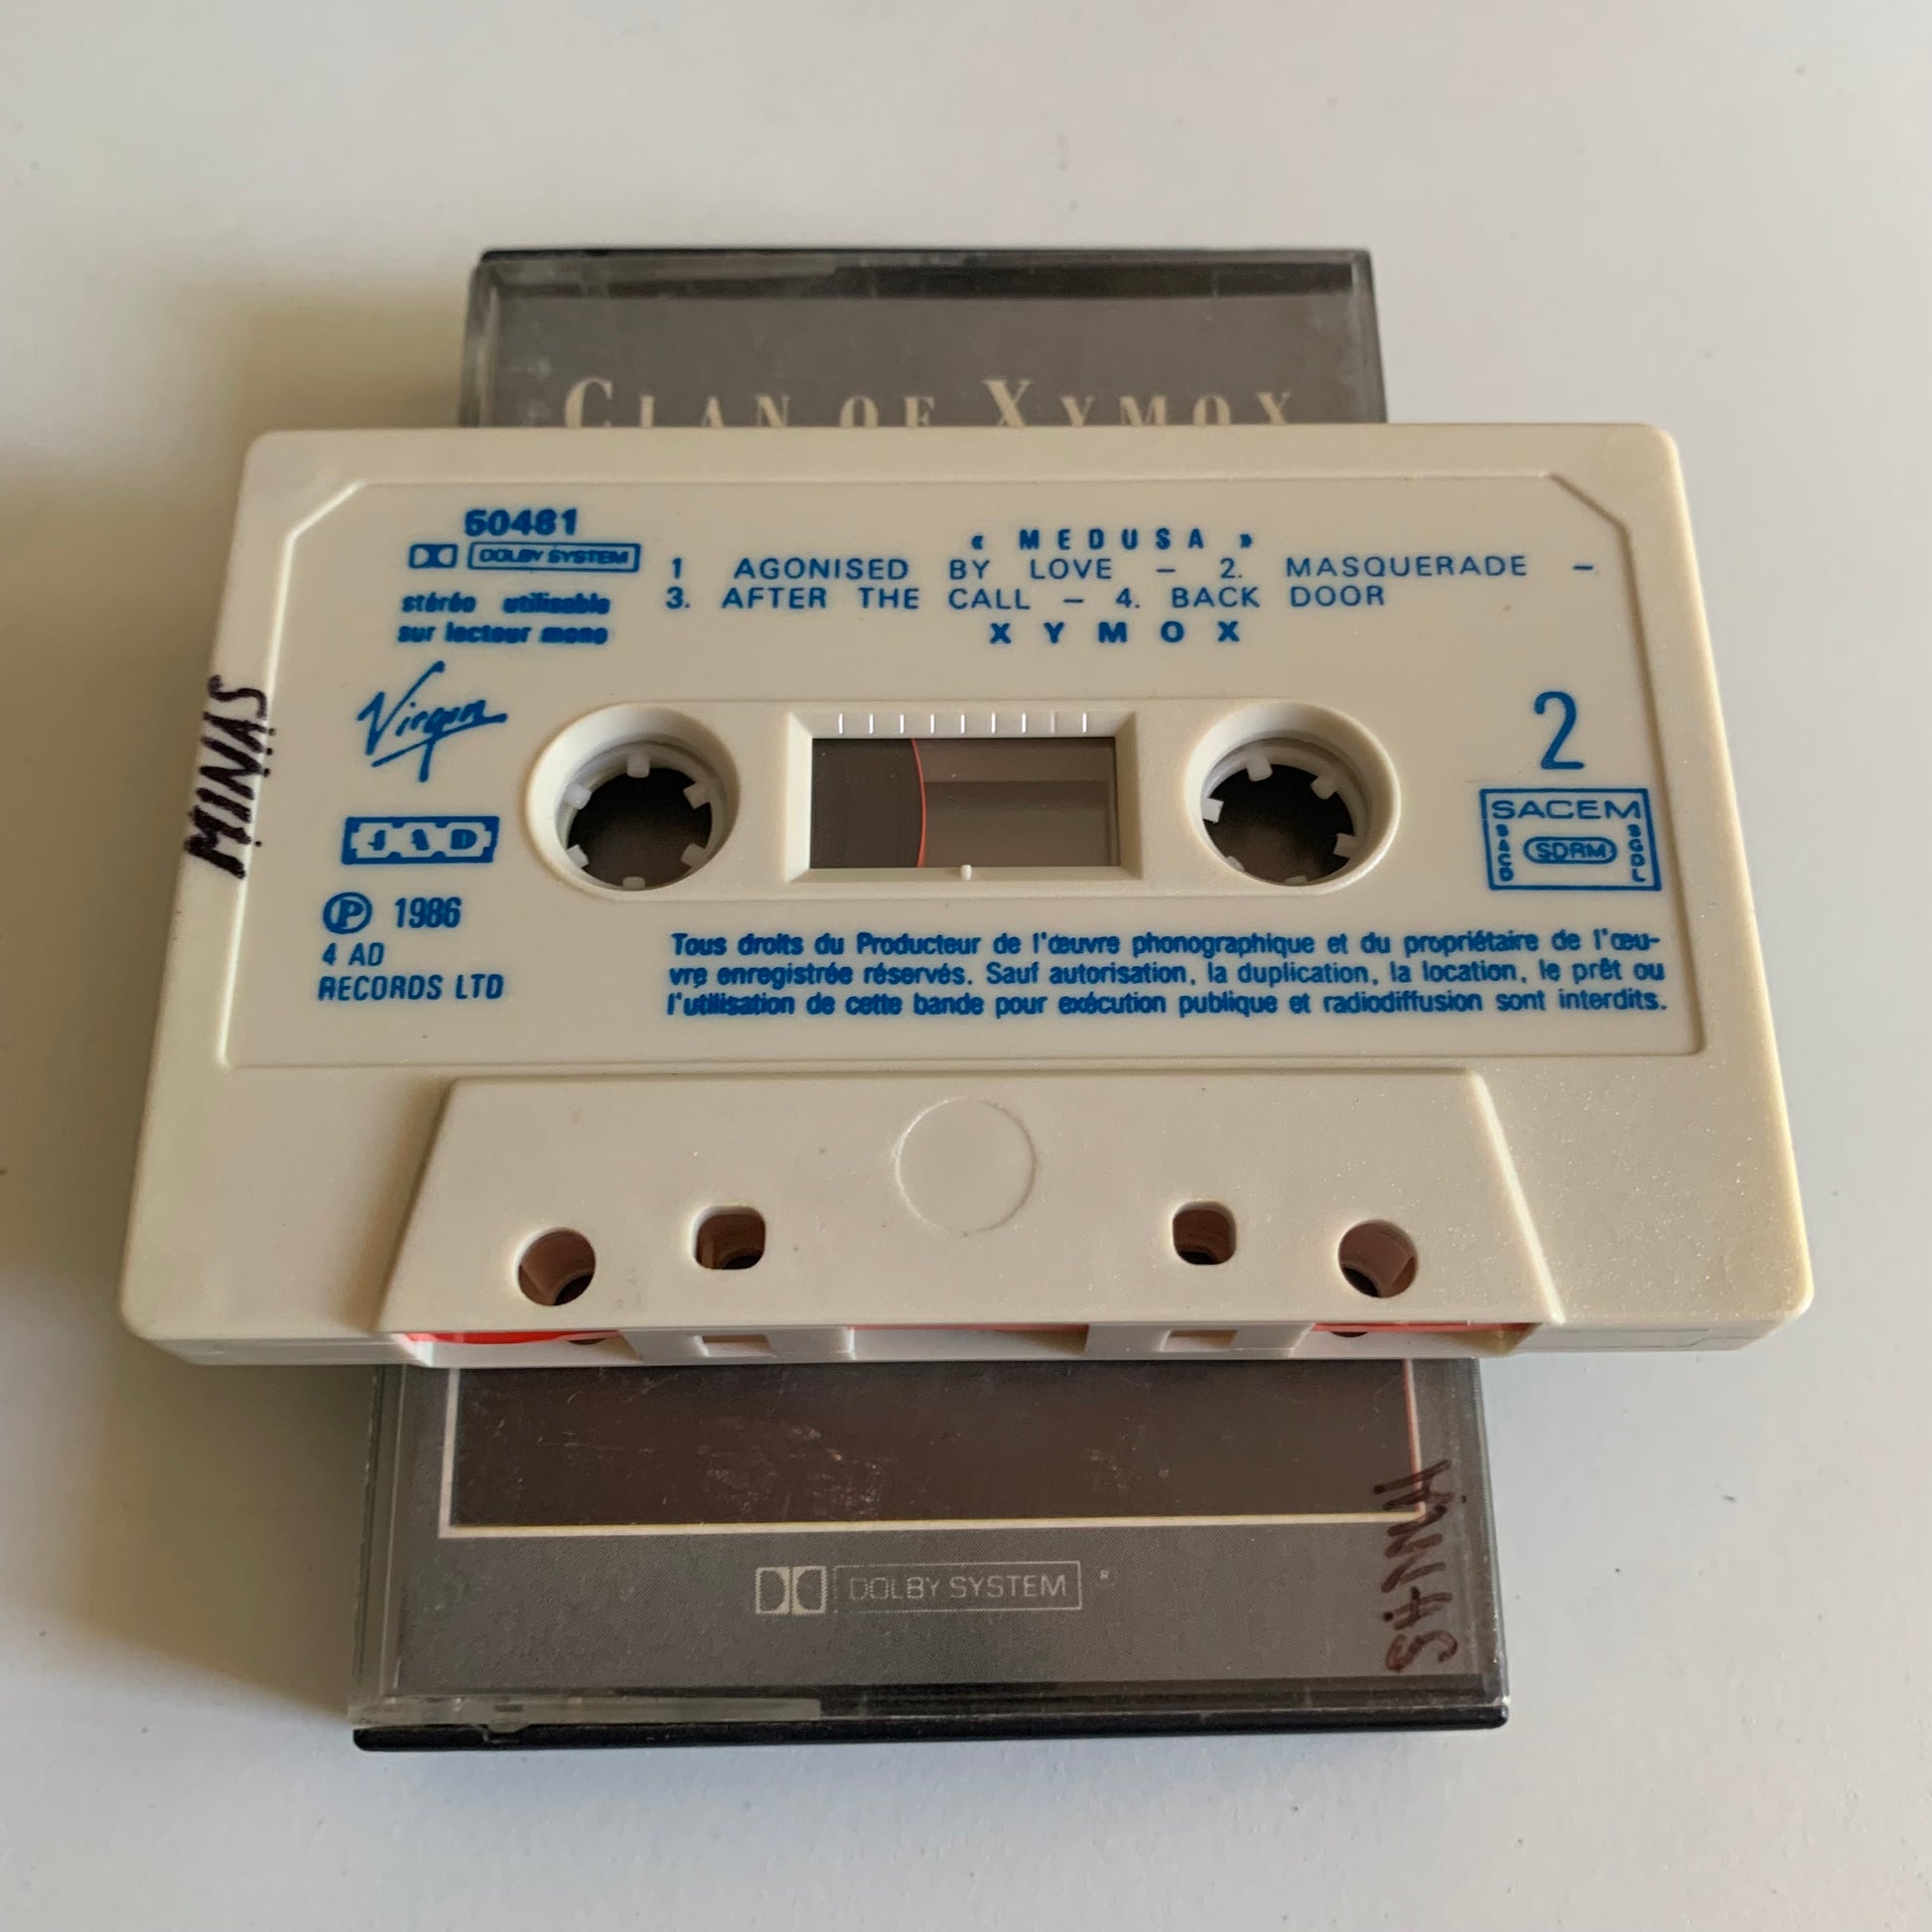 CLAN OF XYMOX
50481
DOLBY SYSTEM
stéréo utilisable
sur lecteur mono
« MEDUSA »
1 AGONISED BY LOVE – 2. MASQUERADE –
3. AFTER THE CALL – 4. BACK DOOR
XYMOX
MINAS
Virgin
4AD
2
SACEM
SACD
SDRM
SGDL
Ⓟ 1986
4 AD
RECORDS LTD
Tous droits du Producteur de l'œuvre phonographique et du propriétaire de l'œu-
vre enregistrée réservés. Sauf autorisation, la duplication, la location, le prêt ou
l'utilisation de cette bande pour exécution publique et radiodiffusion sont interdits.
DOLBY SYSTEM ®
MINAS